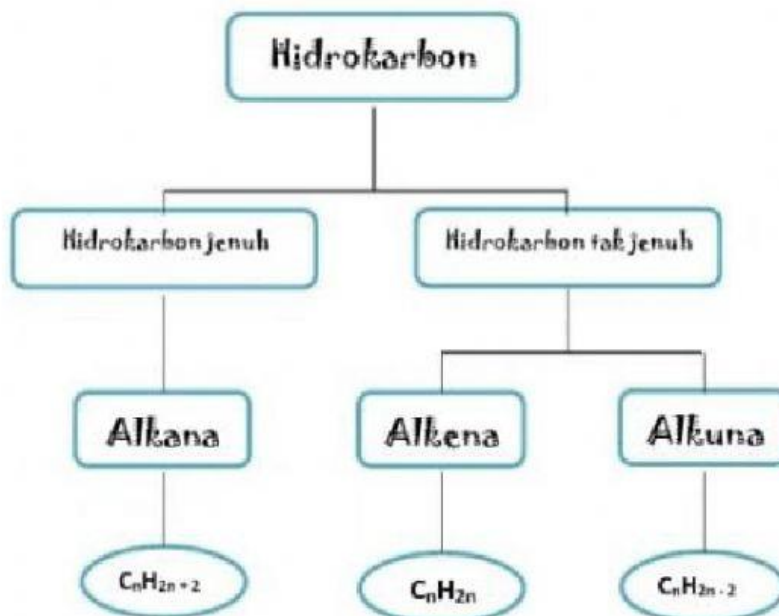 Hidrokarbon
Hidrokarbon jenuh
Hidrokarbon tak jenuh
Alkana
Alkena
Alkuna
CₙH₂ₙ₊₂
CₙH₂ₙ
CₙH₂ₙ₋₂